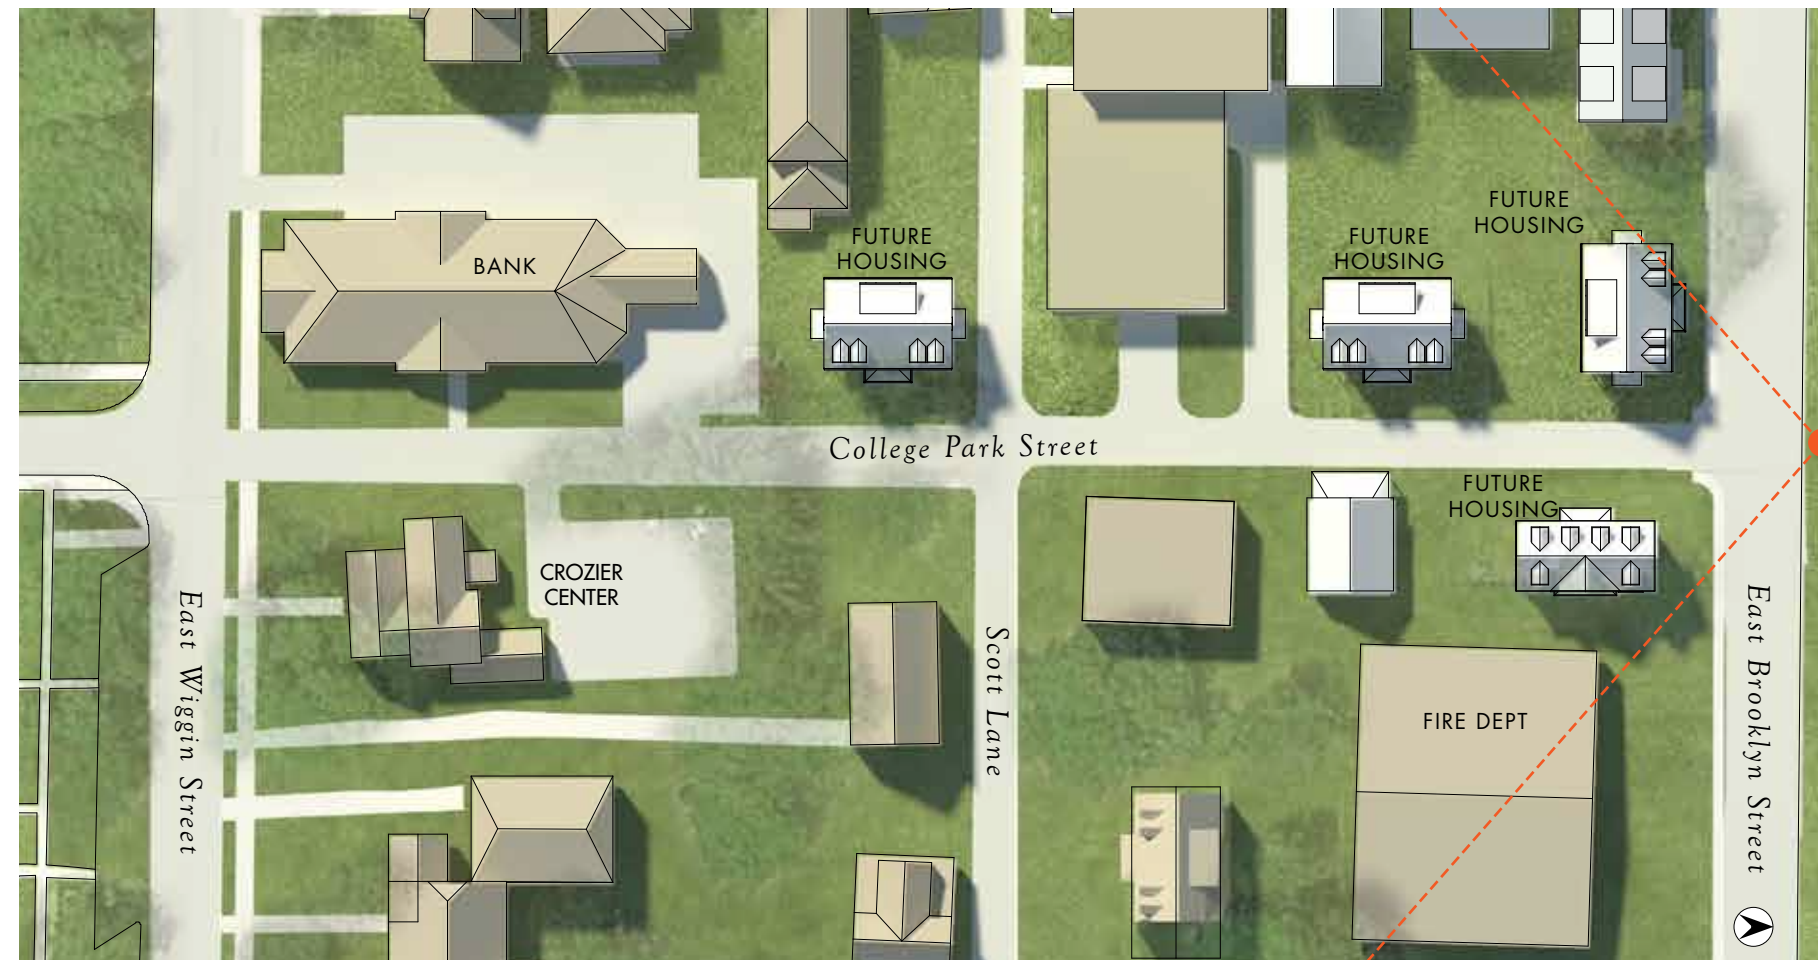 FUTURE
HOUSING
BANK
FUTURE
HOUSING
FUTURE
HOUSING
College Park Street
FUTURE
HOUSING
CROZIER
CENTER
East Wiggin Street
Scott Lane
East Brooklyn Street
FIRE DEPT